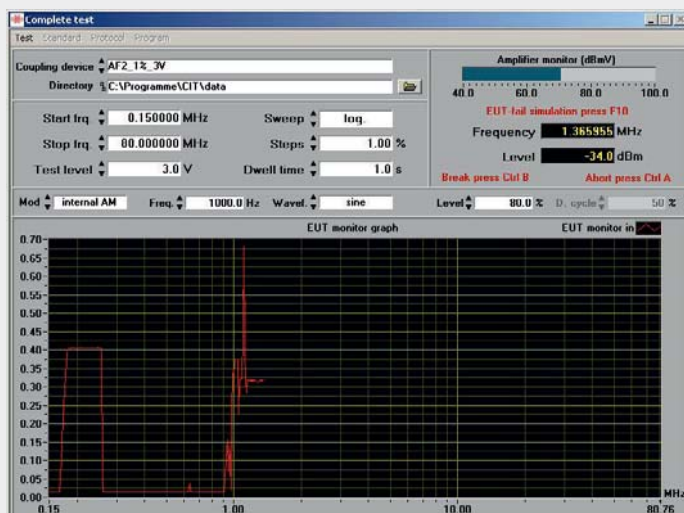 Complete test
Test Standard Protocol Program
Coupling device AF2_1%_3V
Directory C:\Programme\CIT\data
Start frq. 0.150000 MHz Sweep log.
Stop frq. 80.000000 MHz Steps 1.00 %
Test level 3.0 V Dwell time 1.0 s
Amplifier monitor (dBmV)
40.0 60.0 80.0 100.0
EUT-fail simulation press F10
Frequency 1.365955 MHz
Level -34.0 dBm
Break press Ctrl B Abort press Ctrl A
Mod internal AM Freq. 1000.0 Hz Wavef. sine Level 80.0 % D. cycle 50 %
EUT monitor graph EUT monitor in
0.70
0.65
0.60
0.55
0.50
0.45
0.40
0.35
0.30
0.25
0.20
0.15
0.10
0.05
0.00
0.15 1.00 10.00 80.76
MHz